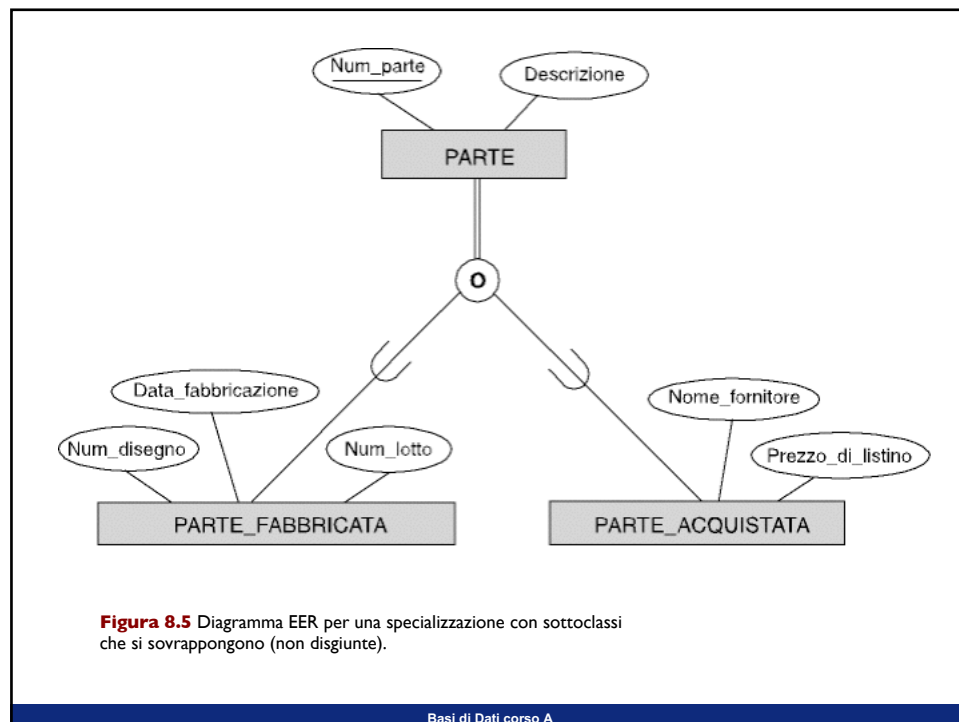 Num_parte
Descrizione
PARTE
O
Data_fabbricazione
Nome_fornitore
Num_disegno
Num_lotto
Prezzo_di_listino
PARTE_FABBRICATA
PARTE_ACQUISTATA
Figura 8.5 Diagramma EER per una specializzazione con sottoclassi
che si sovrappongono (non disgiunte).
Basi di Dati corso A